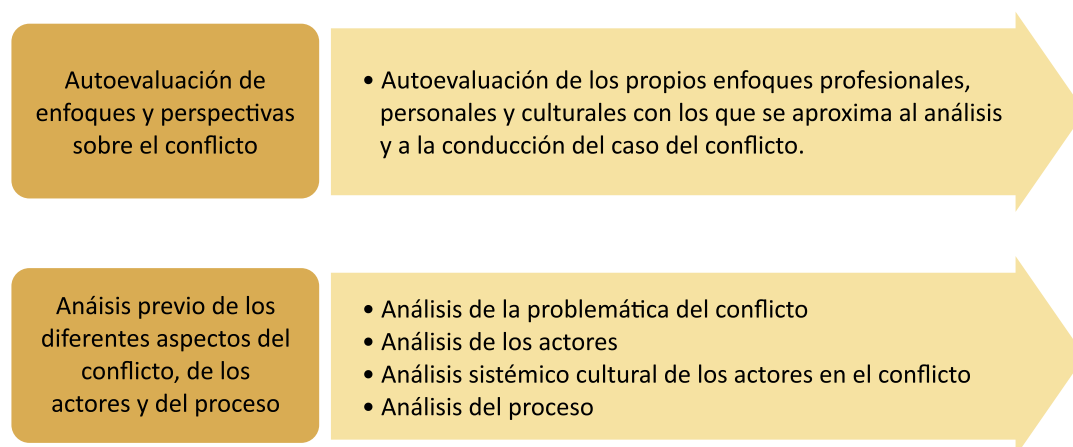 Autoevaluación de
enfoques y perspectivas
sobre el conflicto
• Autoevaluación de los propios enfoques profesionales,
personales y culturales con los que se aproxima al análisis
y a la conducción del caso del conflicto.
Anáisis previo de los
diferentes aspectos del
conflicto, de los
actores y del proceso
• Análisis de la problemática del conflicto
• Análisis de los actores
• Análisis sistémico cultural de los actores en el conflicto
• Análisis del proceso